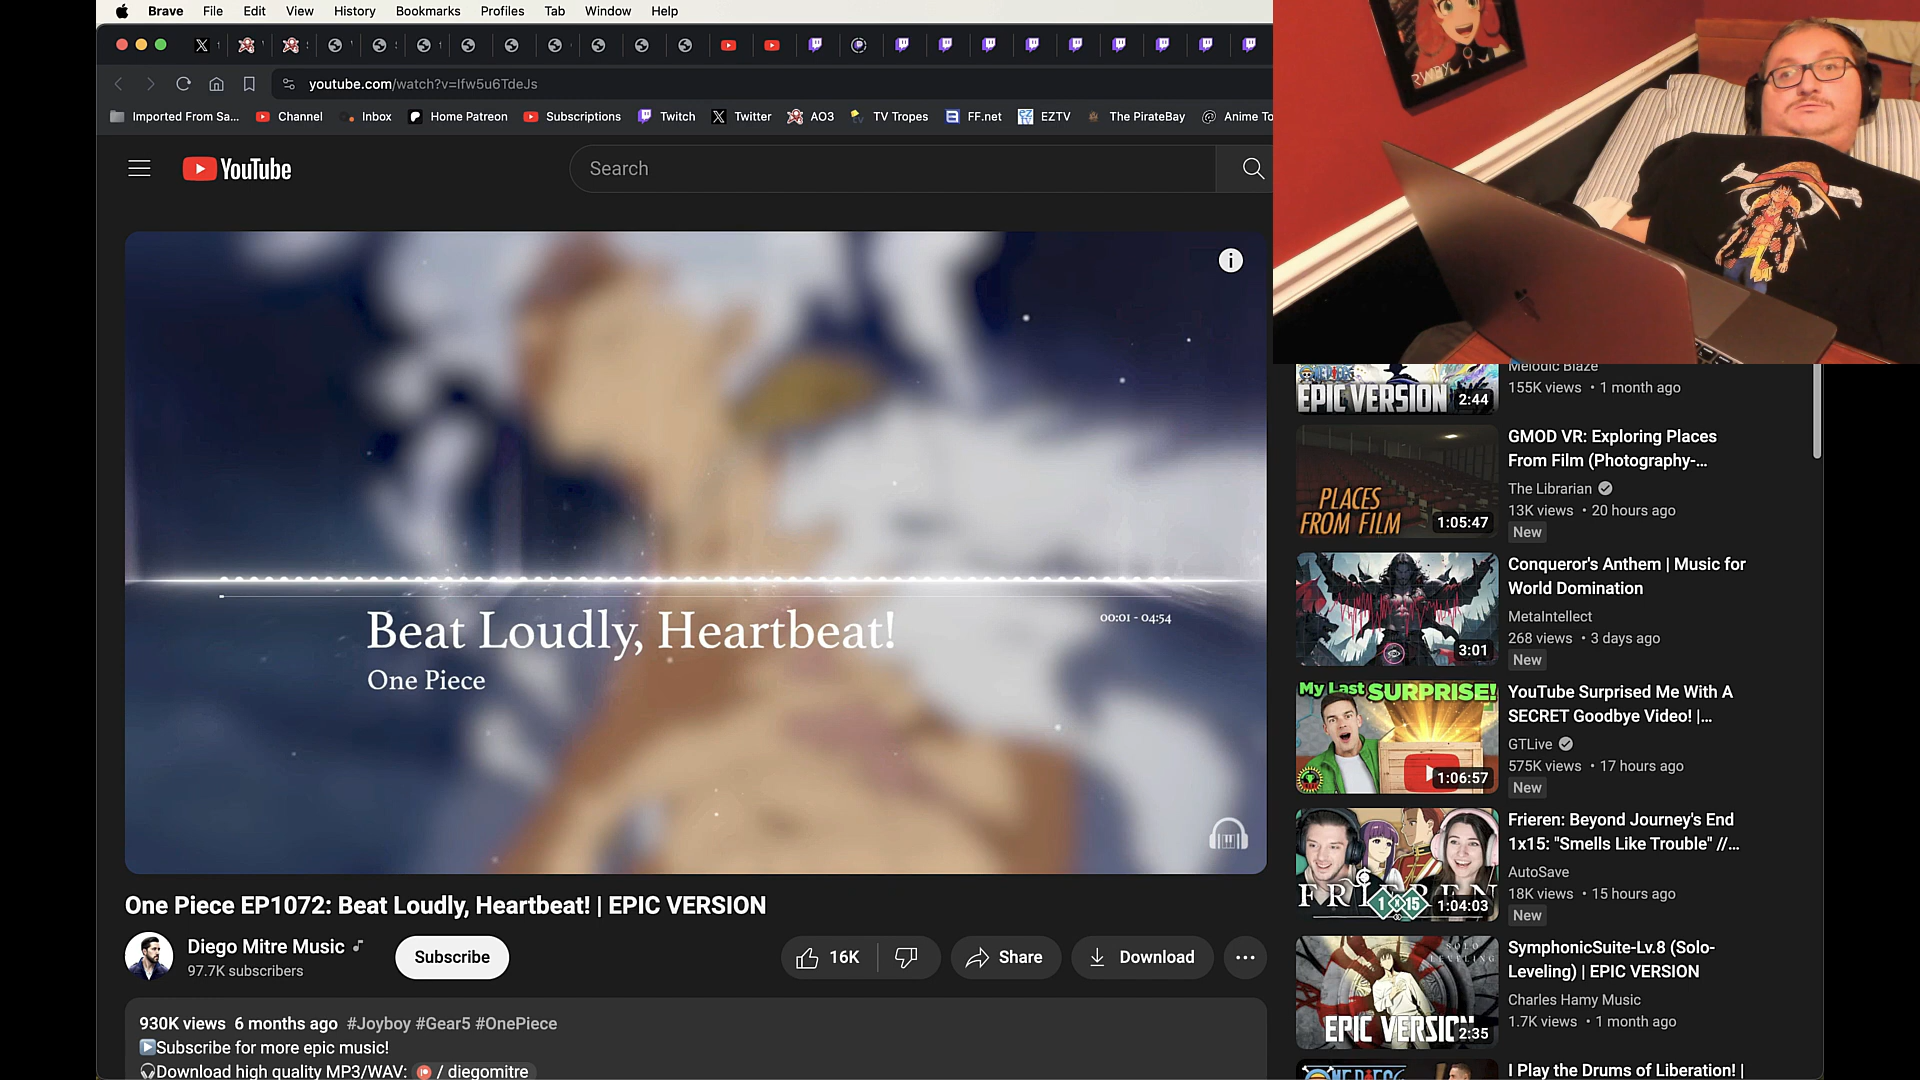 Brave File Edit View History Bookmarks Profiles Tab Window Help
youtube.com/watch?v=Ifw5u6TdeJs
Imported From Sa... Channel Inbox Home Patreon Subscriptions Twitch Twitter AO3 TV Tropes FF.net EZTV The PirateBay Anime To
RWBY
YouTube
Search
Beat Loudly, Heartbeat!
One Piece
00:01 - 04:54
One Piece EP1072: Beat Loudly, Heartbeat! | EPIC VERSION
Diego Mitre Music
97.7K subscribers
Subscribe
16K
Share
Download
930K views 6 months ago #Joyboy #Gear5 #OnePiece
Subscribe for more epic music!
Download high quality MP3/WAV: / diegomitre
EPIC VERSION
2:44
Melodic Blaze
155K views • 1 month ago
PLACES
FROM FILM
1:05:47
GMOD VR: Exploring Places
From Film (Photography-...
The Librarian
13K views • 20 hours ago
New
3:01
Conqueror's Anthem | Music for
World Domination
MetaIntellect
268 views • 3 days ago
New
My Last SURPRISE!
1:06:57
YouTube Surprised Me With A
SECRET Goodbye Video! |...
GTLive
575K views • 17 hours ago
New
FRIEREN
1x15
1:04:03
Frieren: Beyond Journey's End
1x15: "Smells Like Trouble" //...
AutoSave
18K views • 15 hours ago
New
SOLO
LEVELING
EPIC VERSION
2:35
SymphonicSuite-Lv.8 (Solo-
Leveling) | EPIC VERSION
Charles Hamy Music
1.7K views • 1 month ago
I Play the Drums of Liberation! |